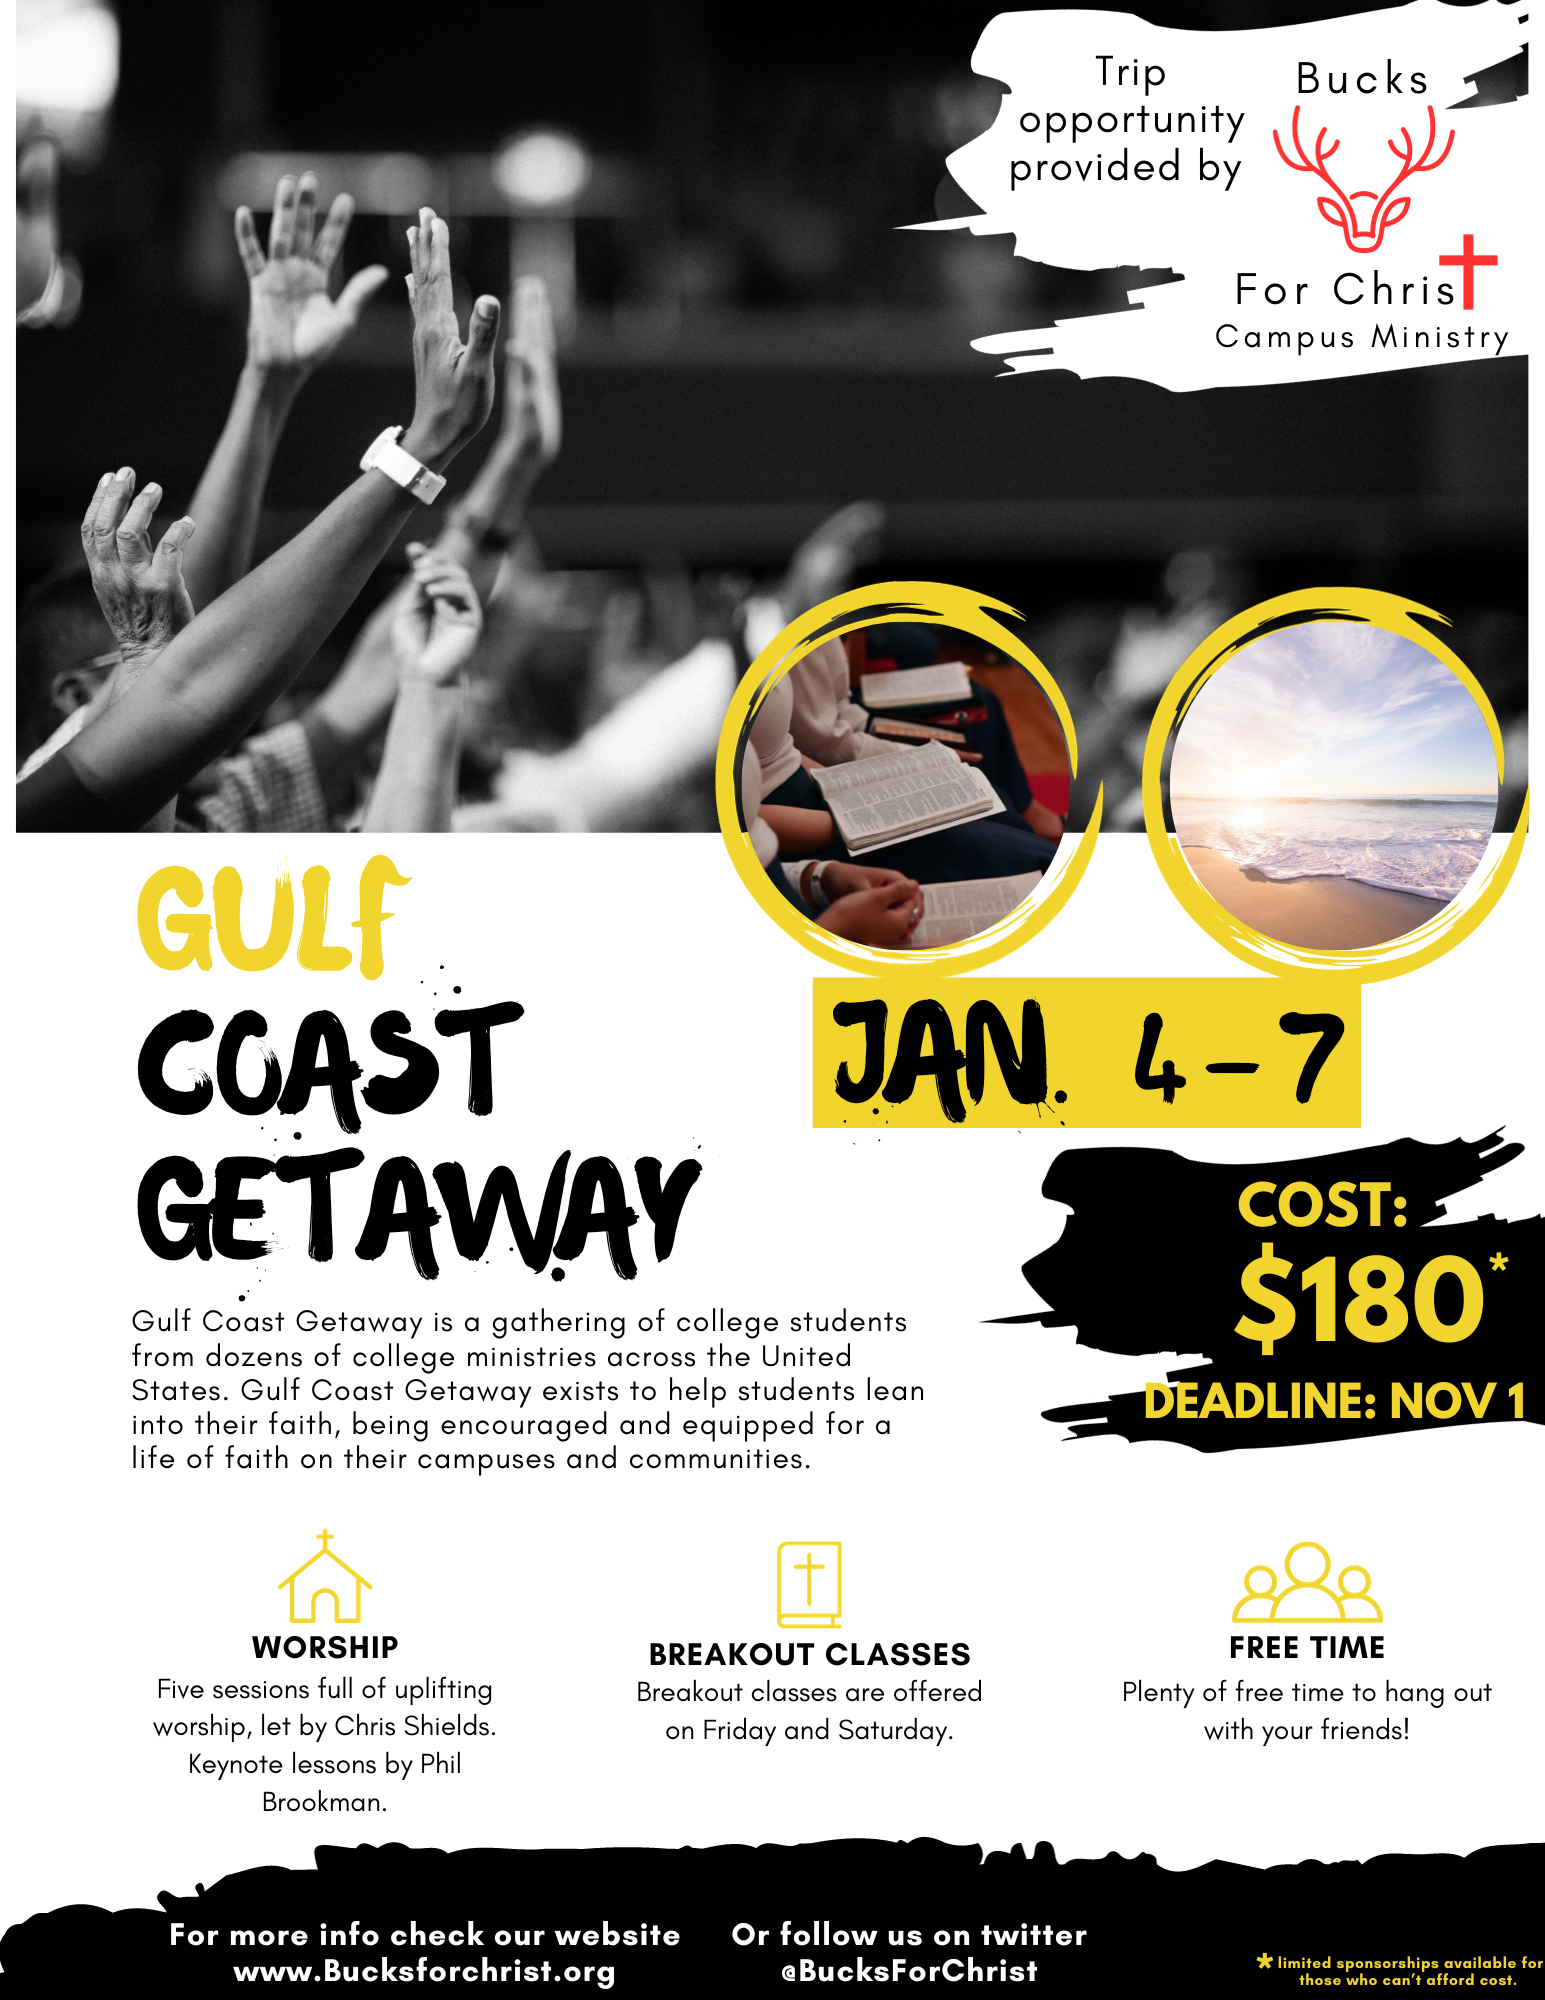 Trip
opportunity
provided by
Bucks
For Christ
Campus Ministry
GULF
COAST
GETAWAY
JAN. 4 - 7
COST:
$180*
DEADLINE: NOV 1
Gulf Coast Getaway is a gathering of college students
from dozens of college ministries across the United
States. Gulf Coast Getaway exists to help students lean
into their faith, being encouraged and equipped for a
life of faith on their campuses and communities.
WORSHIP
Five sessions full of uplifting
worship, let by Chris Shields.
Keynote lessons by Phil
Brookman.
BREAKOUT CLASSES
Breakout classes are offered
on Friday and Saturday.
FREE TIME
Plenty of free time to hang out
with your friends!
For more info check our website
www.Bucksforchrist.org
Or follow us on twitter
@BucksForChrist
* limited sponsorships available for
those who can't afford cost.